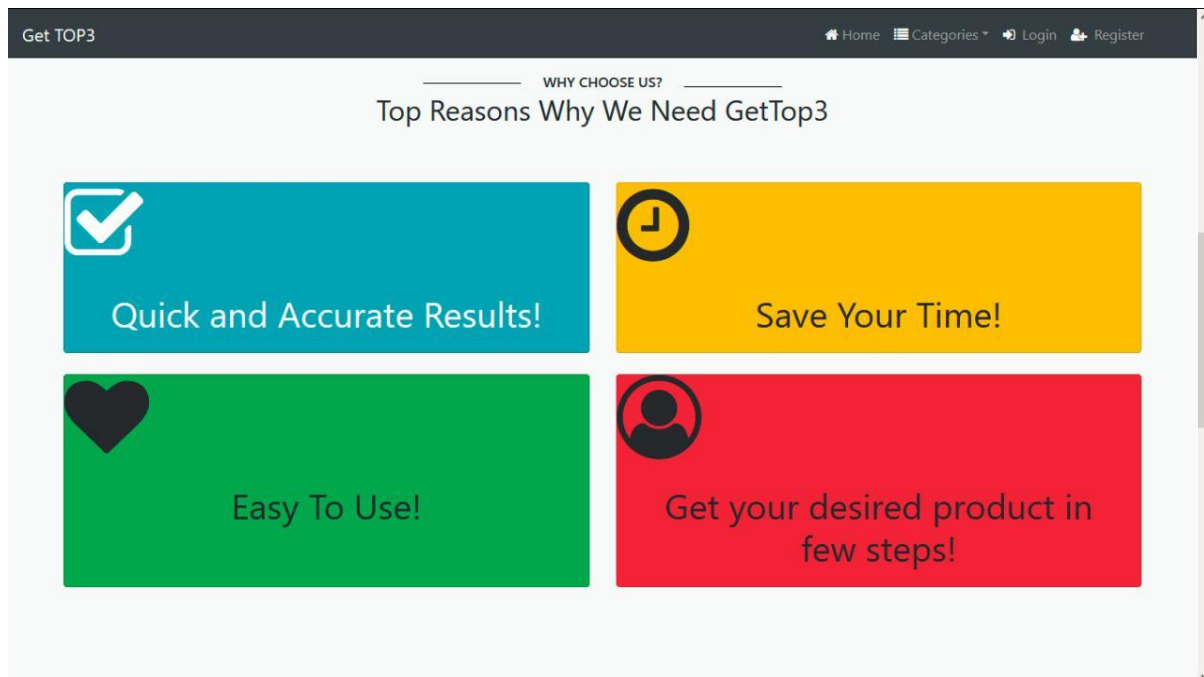 Get TOP3
Home Categories Login Register
WHY CHOOSE US?
Top Reasons Why We Need GetTop3
Quick and Accurate Results!
Save Your Time!
Easy To Use!
Get your desired product in
few steps!